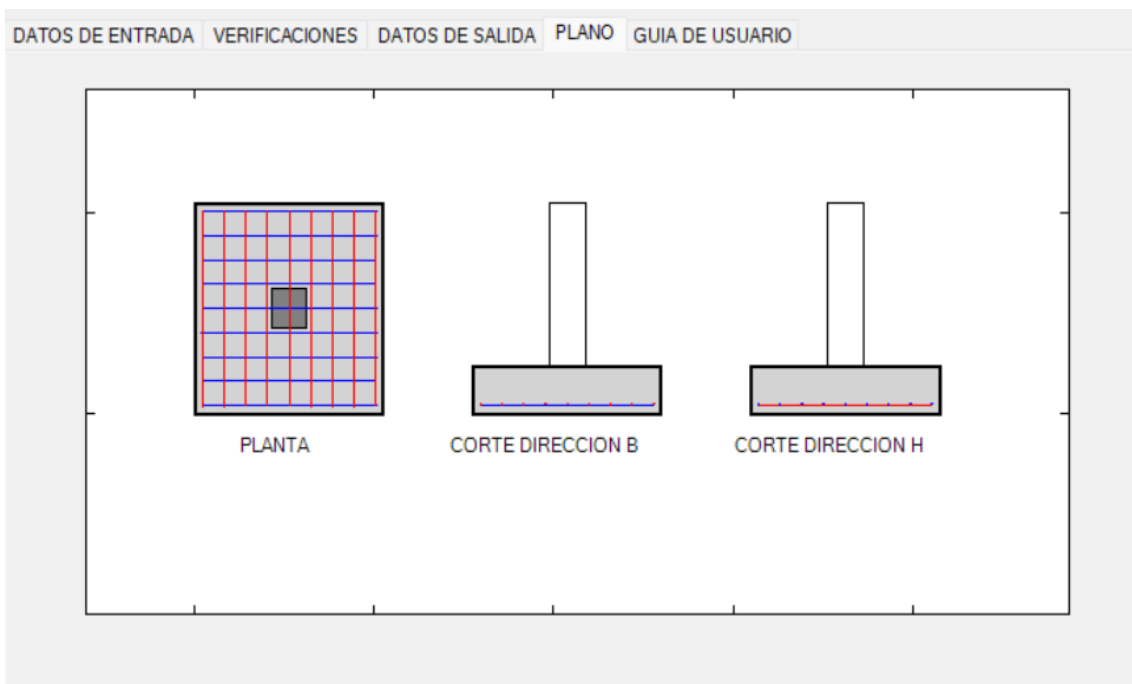 DATOS DE ENTRADA VERIFICACIONES DATOS DE SALIDA PLANO GUIA DE USUARIO
PLANTA CORTE DIRECCION B CORTE DIRECCION H